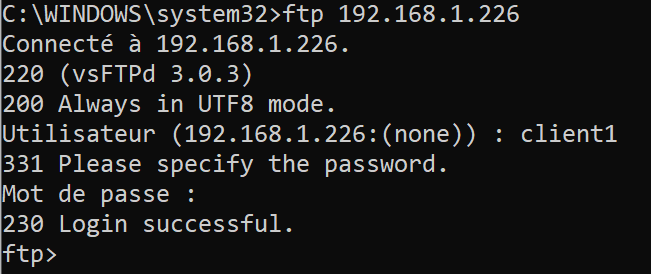 C:\WINDOWS\system32>ftp 192.168.1.226
Connecté à 192.168.1.226.
220 (vsFTPd 3.0.3)
200 Always in UTF8 mode.
Utilisateur (192.168.1.226:(none)) : client1
331 Please specify the password.
Mot de passe :
230 Login successful.
ftp>